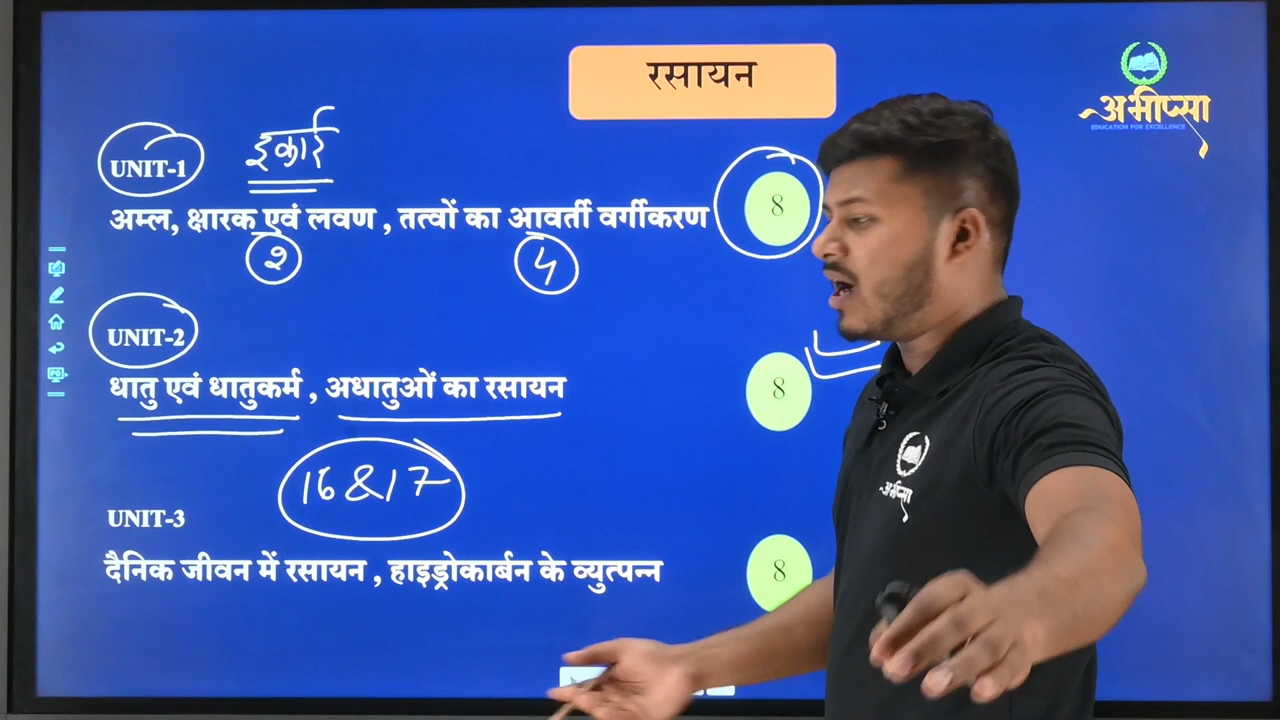 रसायन
अभीप्सा
EDUCATION FOR EXCELLENCE
UNIT-1 इकाई
अम्ल, क्षारक एवं लवण , तत्वों का आवर्ती वर्गीकरण 8
2 4
UNIT-2
धातु एवं धातुकर्म , अधातुओं का रसायन 8
16 & 17
UNIT-3
दैनिक जीवन में रसायन , हाइड्रोकार्बन के व्युत्पन्न 8
अभीप्सा